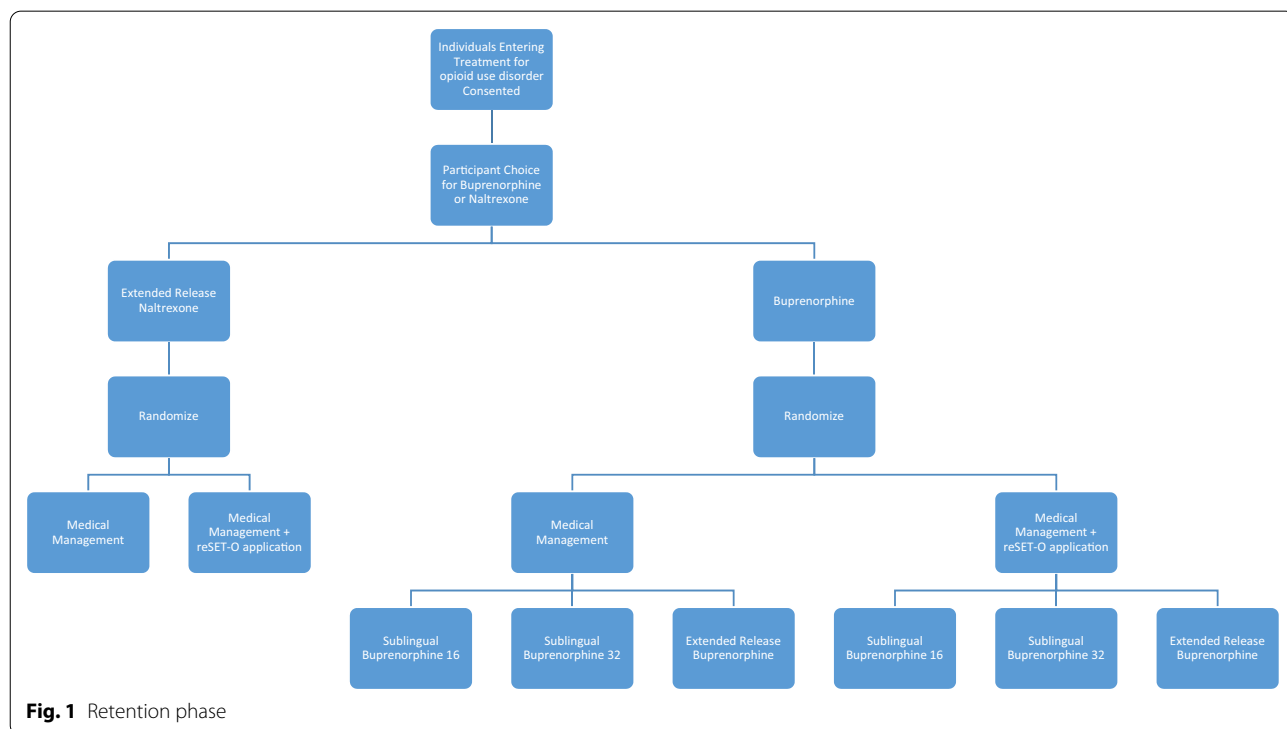 Individuals Entering
Treatment for
opioid use disorder
Consented
Participant Choice
for Buprenorphine
or Naltrexone
Extended Release
Naltrexone
Buprenorphine
Randomize
Randomize
Medical
Management
Medical
Management +
reSET-O application
Medical
Management
Medical
Management +
reSET-O application
Sublingual
Buprenorphine 16
Sublingual
Buprenorphine 32
Extended Release
Buprenorphine
Sublingual
Buprenorphine 16
Sublingual
Buprenorphine 32
Extended Release
Buprenorphine
Fig. 1 Retention phase